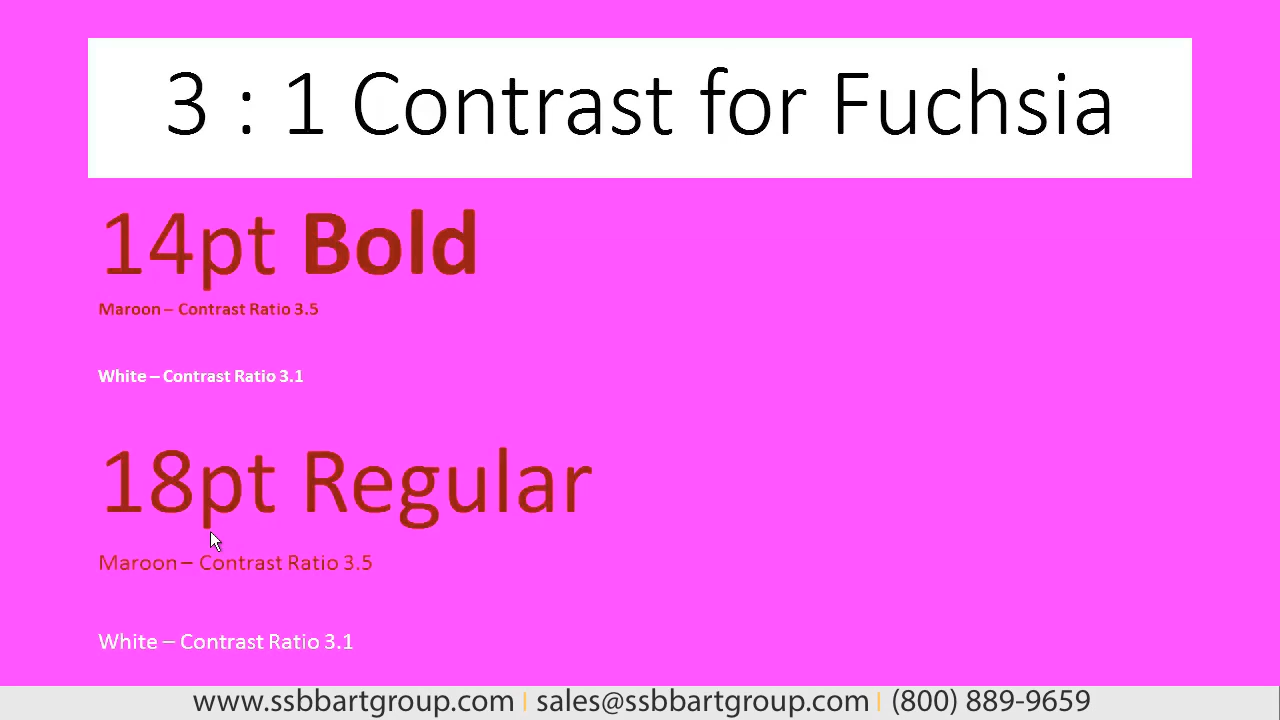 3 : 1 Contrast for Fuchsia
14pt Bold
Maroon – Contrast Ratio 3.5
White – Contrast Ratio 3.1
18pt Regular
Maroon – Contrast Ratio 3.5
White – Contrast Ratio 3.1
www.ssbbartgroup.com | sales@ssbbartgroup.com | (800) 889-9659